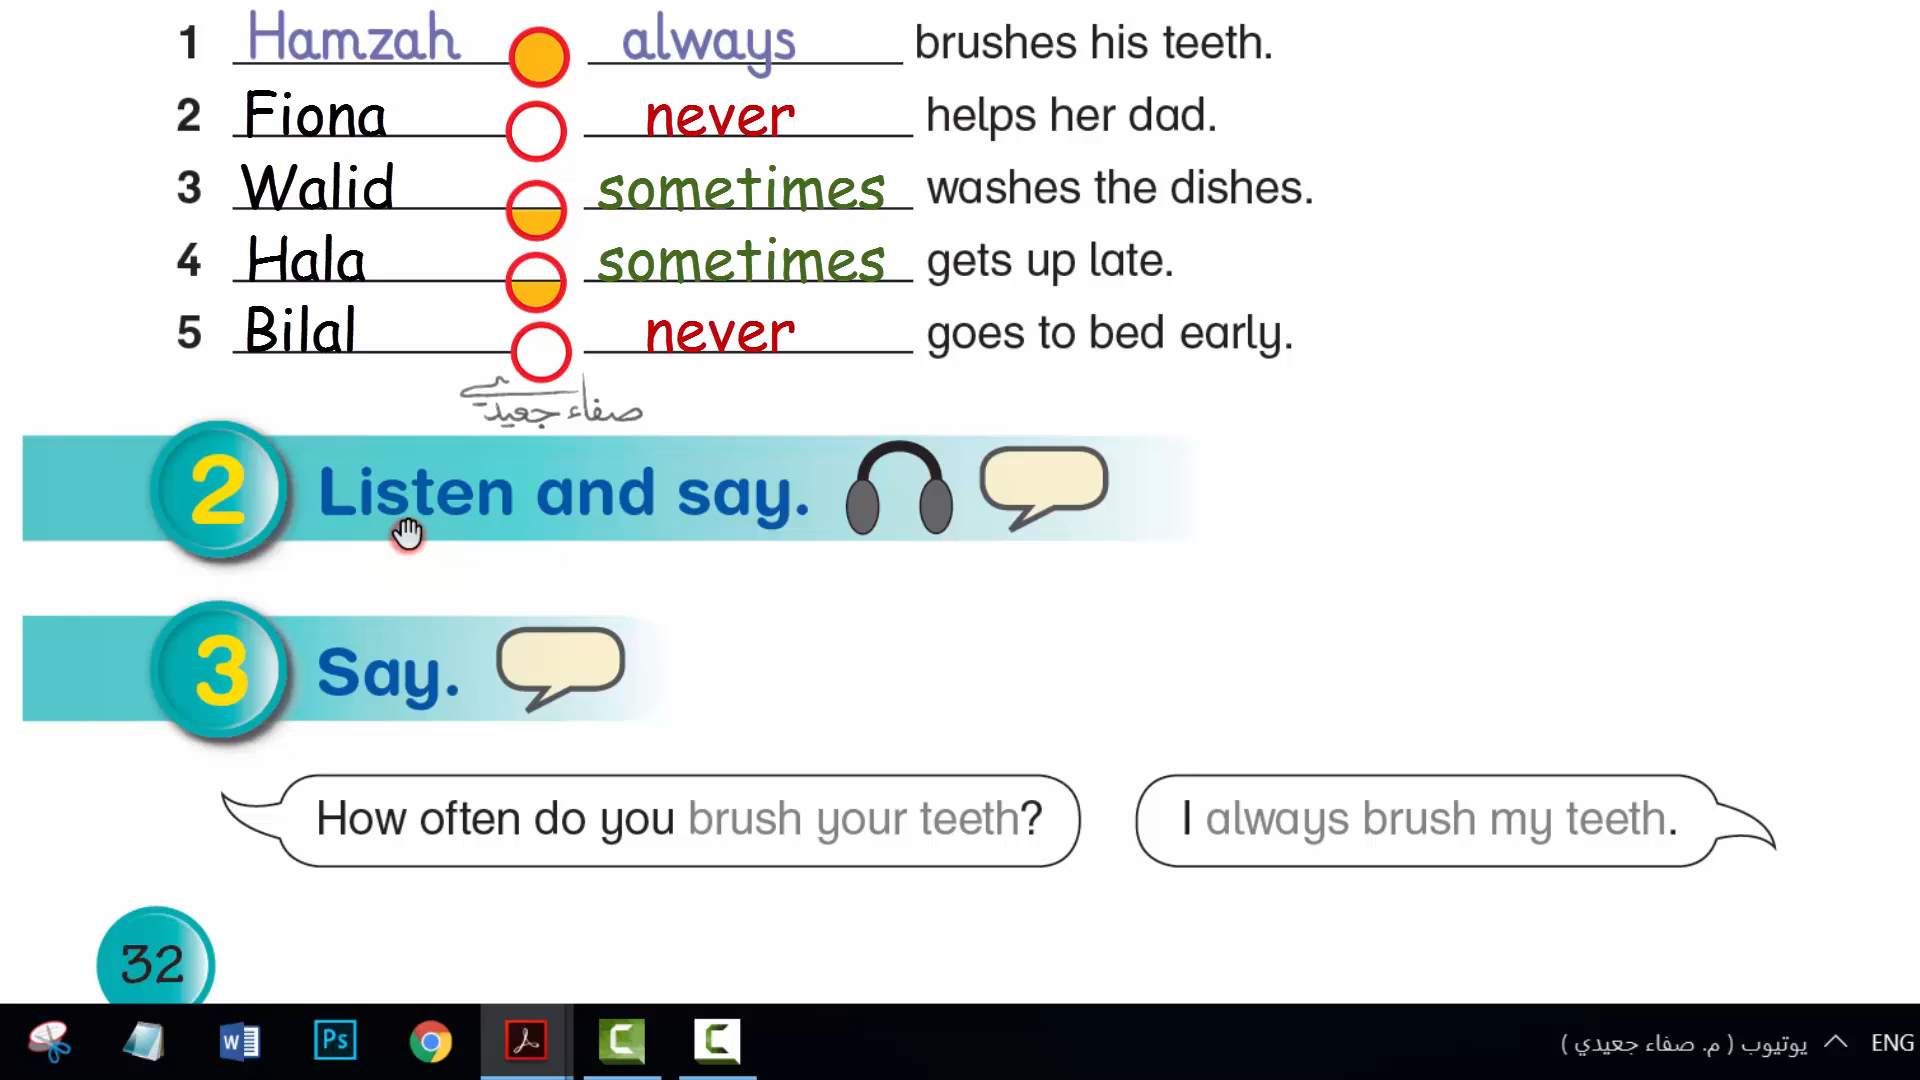 1 Hamzah always brushes his teeth.
2 Fiona never helps her dad.
3 Walid sometimes washes the dishes.
4 Hala sometimes gets up late.
5 Bilal never goes to bed early.
صفاء جعيدي
2 Listen and say.
3 Say.
How often do you brush your teeth?
I always brush my teeth.
32
W Ps C C
يوتيوب ( م. صفاء جعيدي ) ENG